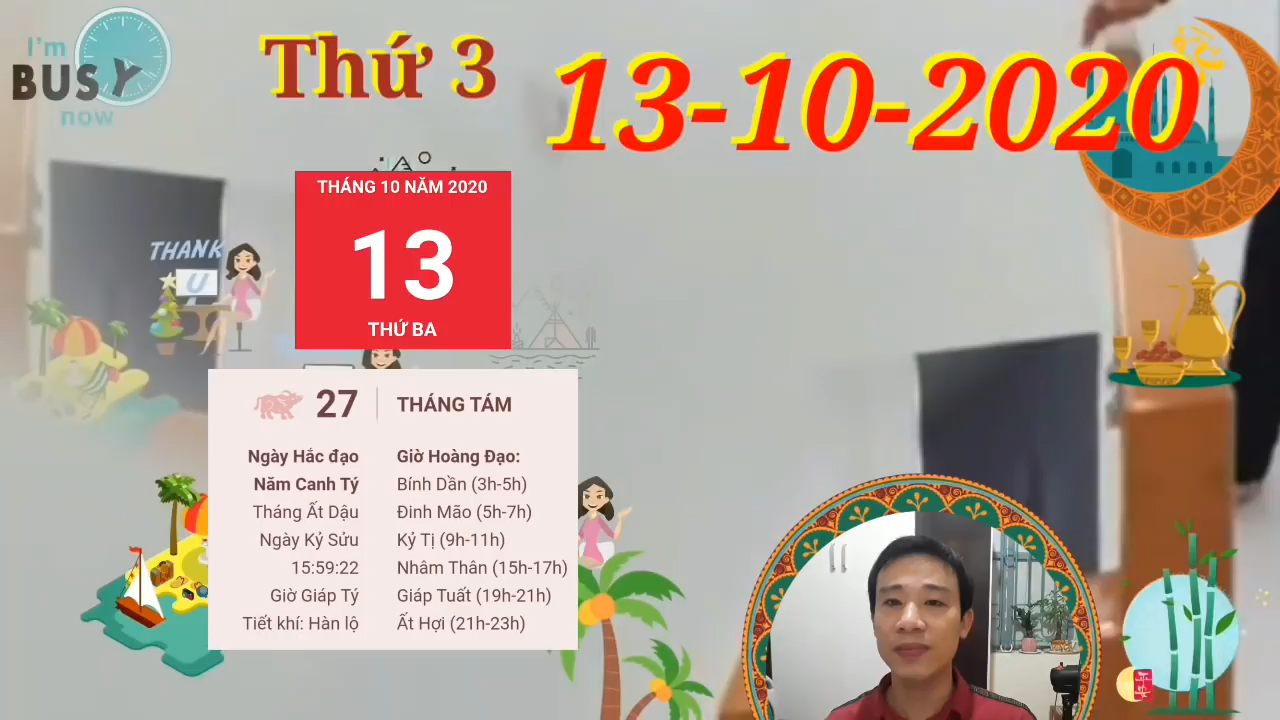 I'm
BUSY
now
Thứ 3
13-10-2020
THÁNG 10 NĂM 2020
13
THỨ BA
THANK
U
27
THÁNG TÁM
Ngày Hắc đạo
Năm Canh Tý
Tháng Ất Dậu
Ngày Kỷ Sửu
15:59:22
Giờ Giáp Tý
Tiết khí: Hàn lộ
Giờ Hoàng Đạo:
Bính Dần (3h-5h)
Đinh Mão (5h-7h)
Kỷ Tị (9h-11h)
Nhâm Thân (15h-17h)
Giáp Tuất (19h-21h)
Ất Hợi (21h-23h)
平安